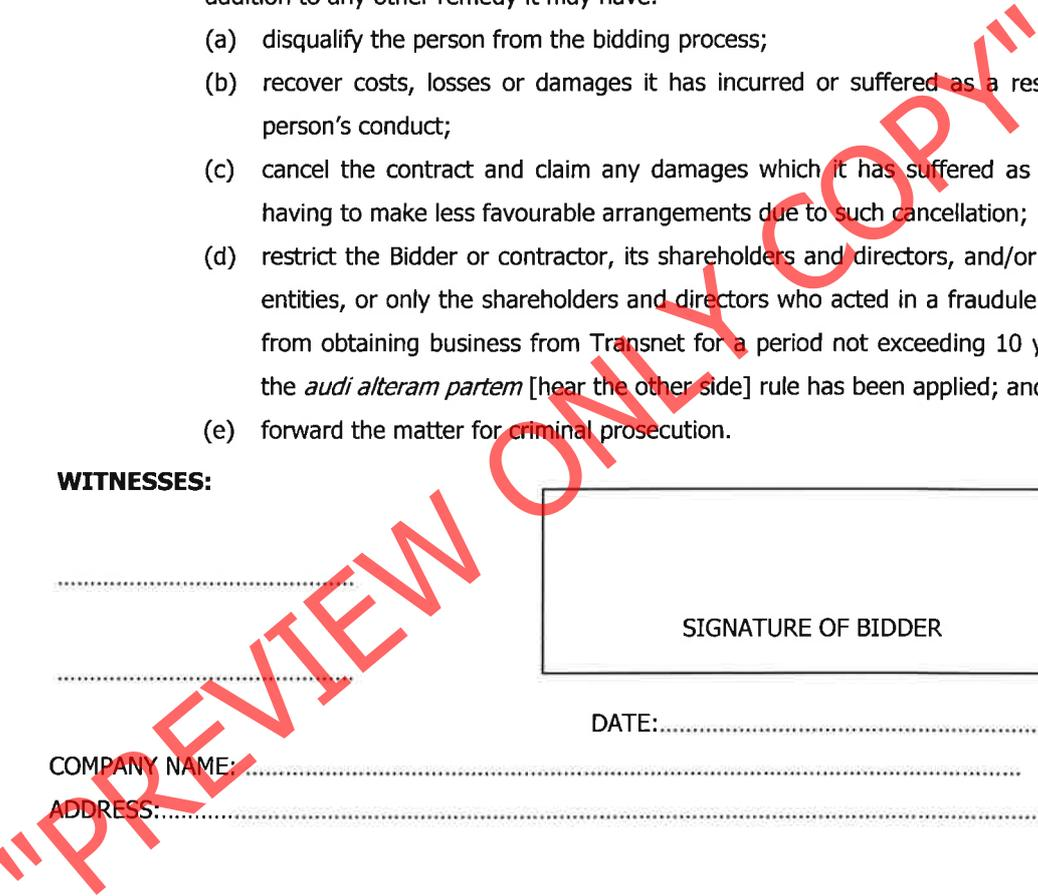 addition to any other remedy it may have:
(a) disqualify the person from the bidding process;
(b) recover costs, losses or damages it has incurred or suffered as a
person's conduct;
(c) cancel the contract and claim any damages which it has suffered as
having to make less favourable arrangements due to such cancellation;
(d) restrict the Bidder or contractor, its shareholders and directors, and/or
entities, or only the shareholders and directors who acted in a
from obtaining business from Transnet for a period not exceeding 10
the audi alteram partem [hear the other side] rule has been applied; and
(e) forward the matter for criminal prosecution.
WITNESSES:
SIGNATURE OF BIDDER
DATE:
COMPANY NAME:
ADDRESS:
"PREVIEW ONLY COPY"